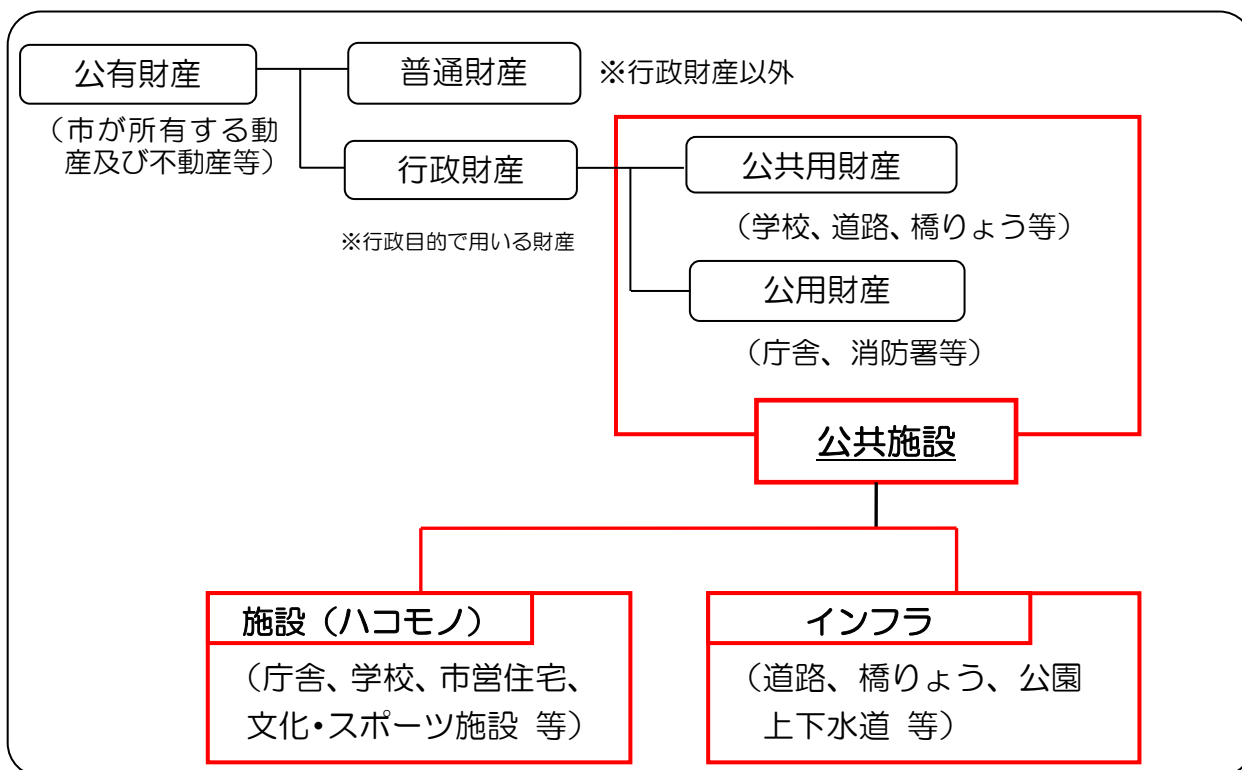 公有財産
普通財産
※行政財産以外
（市が所有する動
産及び不動産等）
行政財産
公共用財産
※行政目的で用いる財産
（学校、道路、橋りょう等）
公用財産
（庁舎、消防署等）
公共施設
施設（ハコモノ）
（庁舎、学校、市営住宅、
文化・スポーツ施設 等）
インフラ
（道路、橋りょう、公園
上下水道 等）